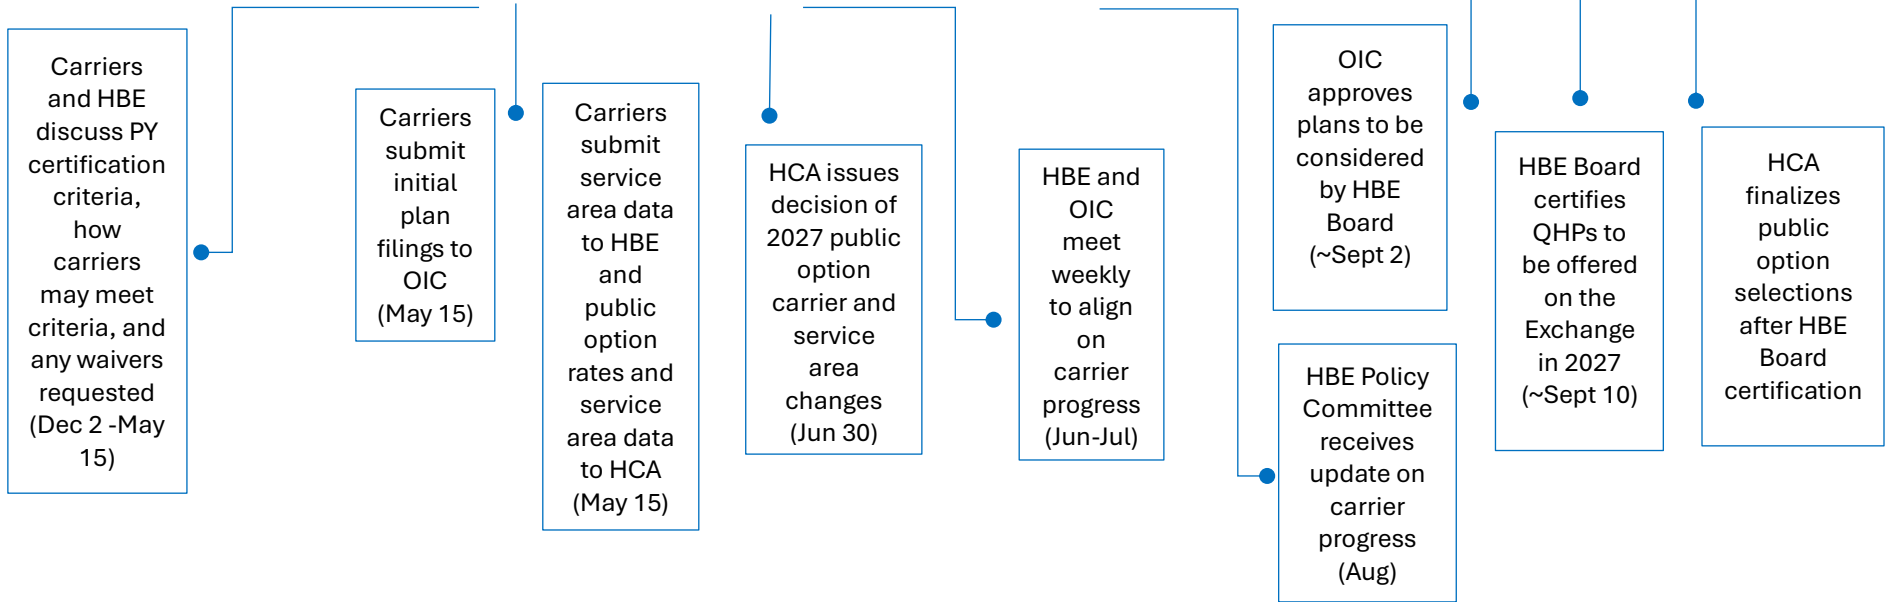 Carriers
and HBE
discuss PY
certification
criteria,
how
carriers
may meet
criteria, and
any waivers
requested
(Dec 2 -May
15)
Carriers
submit
initial
plan
filings to
OIC
(May 15)
Carriers
submit
service
area data
to HBE
and
public
option
rates and
service
area data
to HCA
(May 15)
HCA issues
decision of
2027 public
option
carrier and
service
area
changes
(Jun 30)
HBE and
OIC
meet
weekly
to align
on
carrier
progress
(Jun-Jul)
OIC
approves
plans to be
considered
by HBE
Board
(~Sept 2)
HBE Policy
Committee
receives
update on
carrier
progress
(Aug)
HBE Board
certifies
QHPs to
be offered
on the
Exchange
in 2027
(~Sept 10)
HCA
finalizes
public
option
selections
after HBE
Board
certification